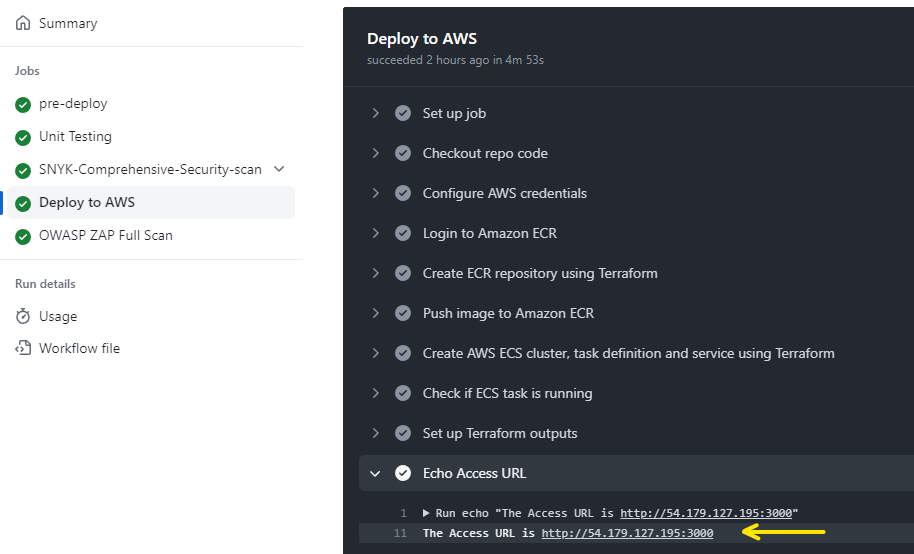 Summary
Jobs
pre-deploy
Unit Testing
SNYK-Comprehensive-Security-scan
Deploy to AWS
OWASP ZAP Full Scan
Run details
Usage
Workflow file
Deploy to AWS
succeeded 2 hours ago in 4m 53s
Set up job
Checkout repo code
Configure AWS credentials
Login to Amazon ECR
Create ECR repository using Terraform
Push image to Amazon ECR
Create AWS ECS cluster, task definition and service using Terraform
Check if ECS task is running
Set up Terraform outputs
Echo Access URL
1 Run echo "The Access URL is http://54.179.127.195:3000"
11 The Access URL is http://54.179.127.195:3000